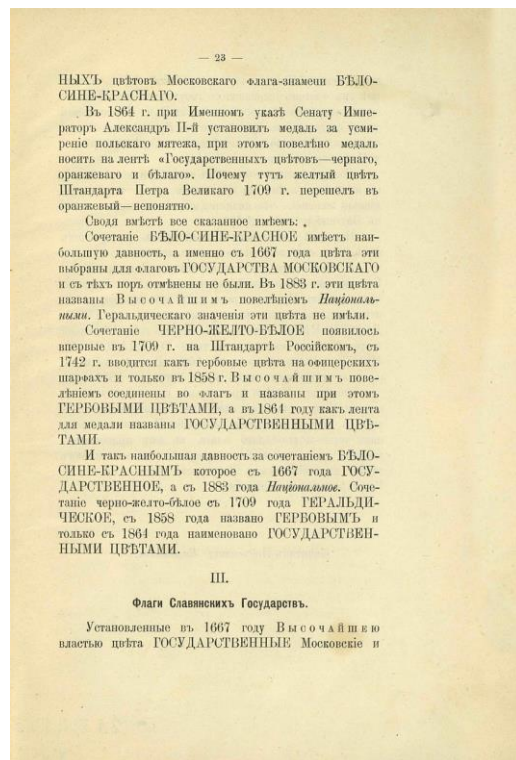 — 23 —
НЫХЪ цвѣтовъ Московскаго флага-знамени БѢЛО-
СИНЕ-КРАСНАГО.
Въ 1864 г. при Именномъ указѣ Сенату Импе-
раторъ Александръ II-й установилъ медаль за усми-
реніе польскаго мятежа, при этомъ повелѣно медаль
носить на лентѣ «Государственныхъ цвѣтовъ—чернаго,
оранжеваго и бѣлаго». Почему тутъ желтый цвѣтъ
Штандарта Петра Великаго 1709 г. перешелъ въ
оранжевый—непонятно.
Сводя вмѣстѣ все сказанное имѣемъ:
Сочетаніе БѢЛО-СИНЕ-КРАСНОЕ имѣетъ наи-
большую давность, а именно съ 1667 года цвѣта эти
выбраны для флаговъ ГОСУДАРСТВА МОСКОВСКАГО
и съ тѣхъ поръ отмѣнены не были. Въ 1883 г. эти цвѣта
названы Высочайшимъ повелѣніемъ Националь-
ными. Геральдическаго значенія эти цвѣта не имѣли.
Сочетаніе ЧЕРНО-ЖЕЛТО-БѢЛОЕ появилось
впервые въ 1709 г. на Штандартѣ Россійскомъ, съ
1742 г. вводится какъ гербовые цвѣта на офицерскихъ
шарфахъ и только въ 1858 г. Высочайшимъ пове-
лѣніемъ соединены во флагъ и названы при этомъ
ГЕРБОВЫМИ ЦВѢТАМИ, а въ 1864 году какъ лента
для медали названы ГОСУДАРСТВЕННЫМИ ЦВѢ-
ТАМИ.
И такъ наибольшая давность за сочетаніемъ БѢЛО-
СИНЕ-КРАСНЫМЪ которое съ 1667 года ГОСУ-
ДАРСТВЕННОЕ, а съ 1883 года Національное. Соче-
таніе черно-желто-бѣлое съ 1709 года ГЕРАЛЬДИ-
ЧЕСКОЕ, съ 1858 года названо ГЕРБОВЫМЪ и
только съ 1864 года наименовано ГОСУДАРСТВЕН-
НЫМИ ЦВѢТАМИ.
III.
Флаги Славянскихъ Государствъ.
Установленные въ 1667 году Высочайшею
властью цвѣта ГОСУДАРСТВЕННЫЕ Московскіе и